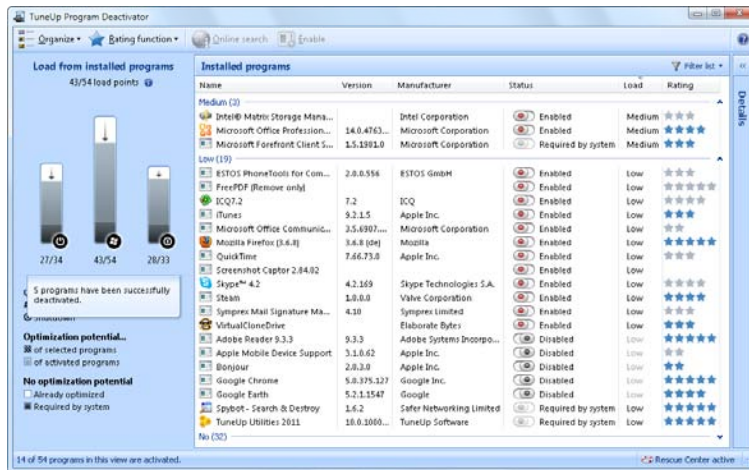 TuneUp Program Deactivator
Organize Rating function Online search Enable
Load from installed programs
43/54 load points
27/34 43/54 28/33
5 programs have been successfully
deactivated.
Shutdown
Optimization potential...
of selected programs
of activated programs
No optimization potential
Already optimized
Required by system
Installed programs Filter list
Name Version Manufacturer Status Load Rating
Medium (3)
Intel® Matrix Storage Mana... Intel Corporation Enabled Medium
Microsoft Office Profession... 14.0.4763... Microsoft Corporation Enabled Medium
Microsoft Forefront Client S... 1.5.1981.0 Microsoft Corporation Required by system Medium
Low (19)
ESTOS PhoneTools for Com... 2.0.0.556 ESTOS GmbH Enabled Low
FreePDF (Remove only) Enabled Low
ICQ7.2 7.2 ICQ Enabled Low
iTunes 9.2.1.5 Apple Inc. Enabled Low
Microsoft Office Communic... 3.5.6907.... Microsoft Corporation Enabled Low
Mozilla Firefox (3.6.8) 3.6.8 (de) Mozilla Enabled Low
QuickTime 7.66.73.0 Apple Inc. Enabled Low
Screenshot Captor 2.84.02 Enabled Low
Skype™ 4.2 4.2.169 Skype Technologies S.A. Enabled Low
Steam 1.0.0.0 Valve Corporation Enabled Low
Symprex Mail Signature Ma... 4.10 Symprex Limited Enabled Low
VirtualCloneDrive Elaborate Bytes Enabled Low
Adobe Reader 9.3.3 9.3.3 Adobe Systems Incorpo... Disabled Low
Apple Mobile Device Support 3.1.0.62 Apple Inc. Disabled Low
Bonjour 2.0.3.0 Apple Inc. Disabled Low
Google Chrome 5.0.375.127 Google Inc. Disabled Low
Google Earth 5.2.1.1547 Google Disabled Low
Spybot - Search & Destroy 1.6.2 Safer Networking Limited Required by system Low
TuneUp Utilities 2011 10.0.1000... TuneUp Software Required by system Low
No (32)
Details
14 of 54 programs in this view are activated.
Rescue Center active